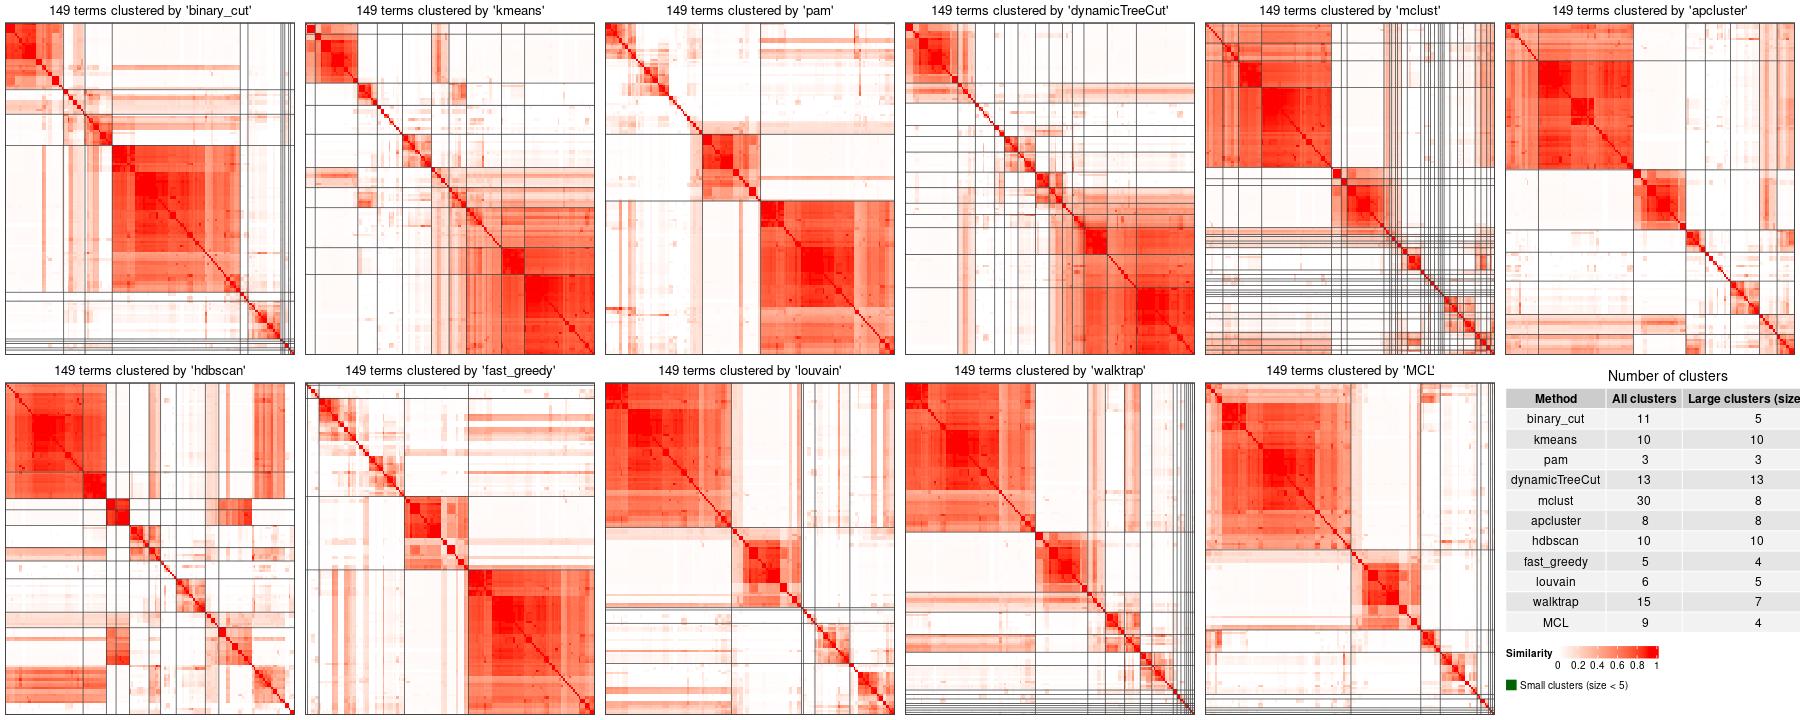 149 terms clustered by 'binary_cut'
149 terms clustered by 'kmeans'
149 terms clustered by 'pam'
149 terms clustered by 'dynamicTreeCut'
149 terms clustered by 'mclust'
149 terms clustered by 'apcluster'
149 terms clustered by 'hdbscan'
149 terms clustered by 'fast_greedy'
149 terms clustered by 'louvain'
149 terms clustered by 'walktrap'
149 terms clustered by 'MCL'
Number of clusters
Method All clusters Large clusters (size
binary_cut 11 5
kmeans 10 10
pam 3 3
dynamicTreeCut 13 13
mclust 30 8
apcluster 8 8
hdbscan 10 10
fast_greedy 5 4
louvain 6 5
walktrap 15 7
MCL 9 4
Similarity
0 0.2 0.4 0.6 0.8 1
Small clusters (size < 5)